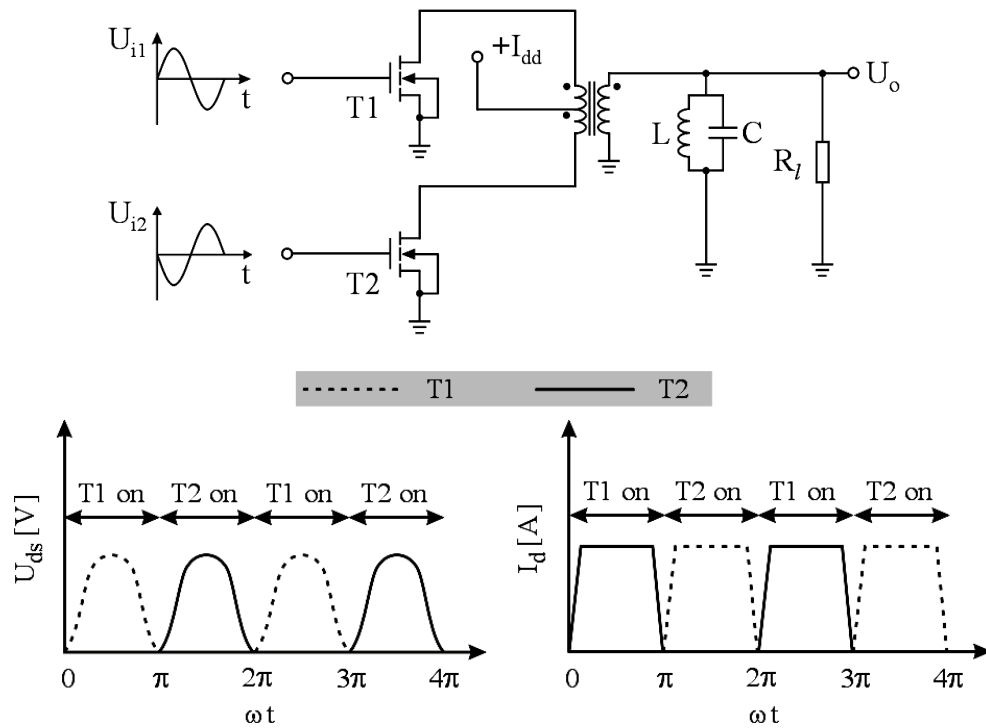 U_i1
t
T1
+I_dd
U_o
L
C
R_l
U_i2
t
T2
T1
T2
U_ds [V]
T1 on
T2 on
T1 on
T2 on
0
π
2π
3π
4π
ωt
I_d [A]
T1 on
T2 on
T1 on
T2 on
0
π
2π
3π
4π
ωt